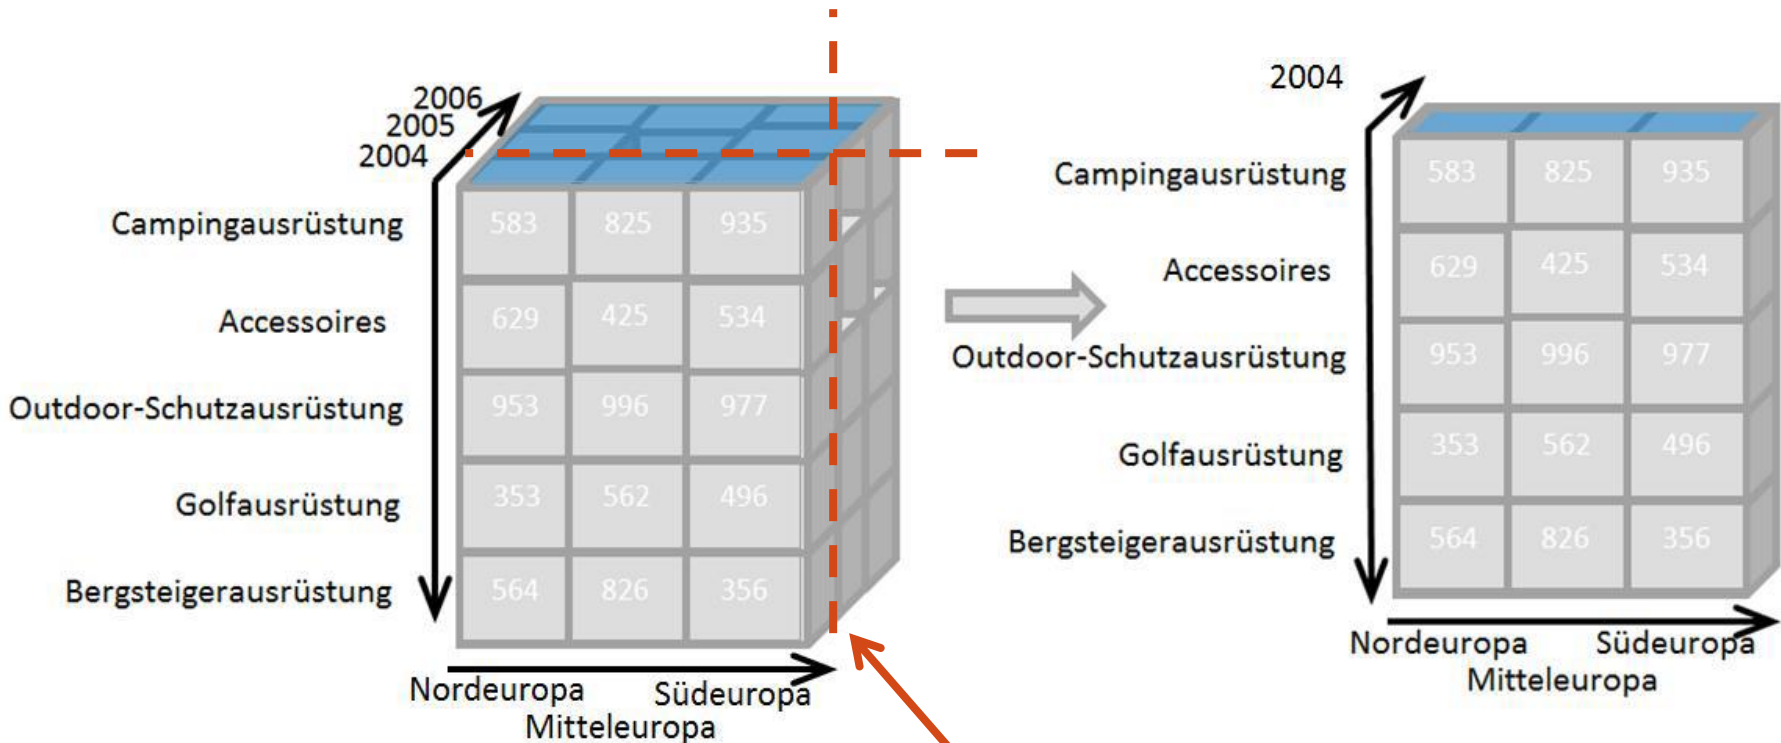 2006
2005
2004
Campingausrüstung
583 825 935
Accessoires
629 425 534
Outdoor-Schutzausrüstung
953 996 977
Golfausrüstung
353 562 496
Bergsteigerausrüstung
564 826 356
Nordeuropa
Südeuropa
Mitteleuropa
2004
Campingausrüstung
583 825 935
Accessoires
629 425 534
Outdoor-Schutzausrüstung
953 996 977
Golfausrüstung
353 562 496
Bergsteigerausrüstung
564 826 356
Nordeuropa
Südeuropa
Mitteleuropa